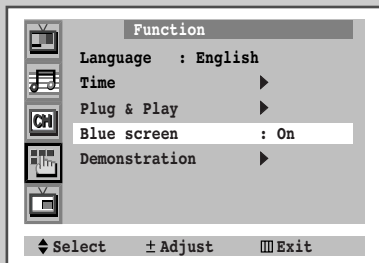 Function
Language : English
Time
Plug & Play
CH
Blue screen : On
Demonstration
Select ± Adjust Exit